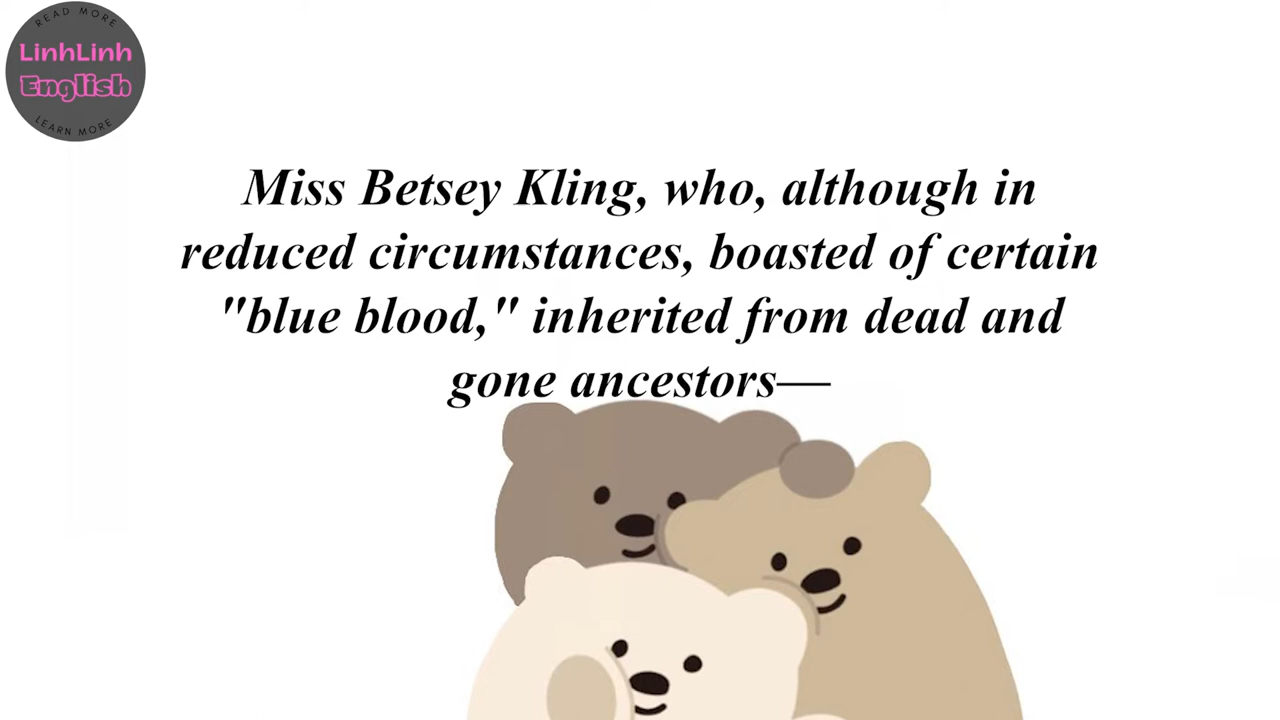 READ MORE
LinhLinh
English
LEARN MORE
Miss Betsey Kling, who, although in
reduced circumstances, boasted of certain
"blue blood," inherited from dead and
gone ancestors—